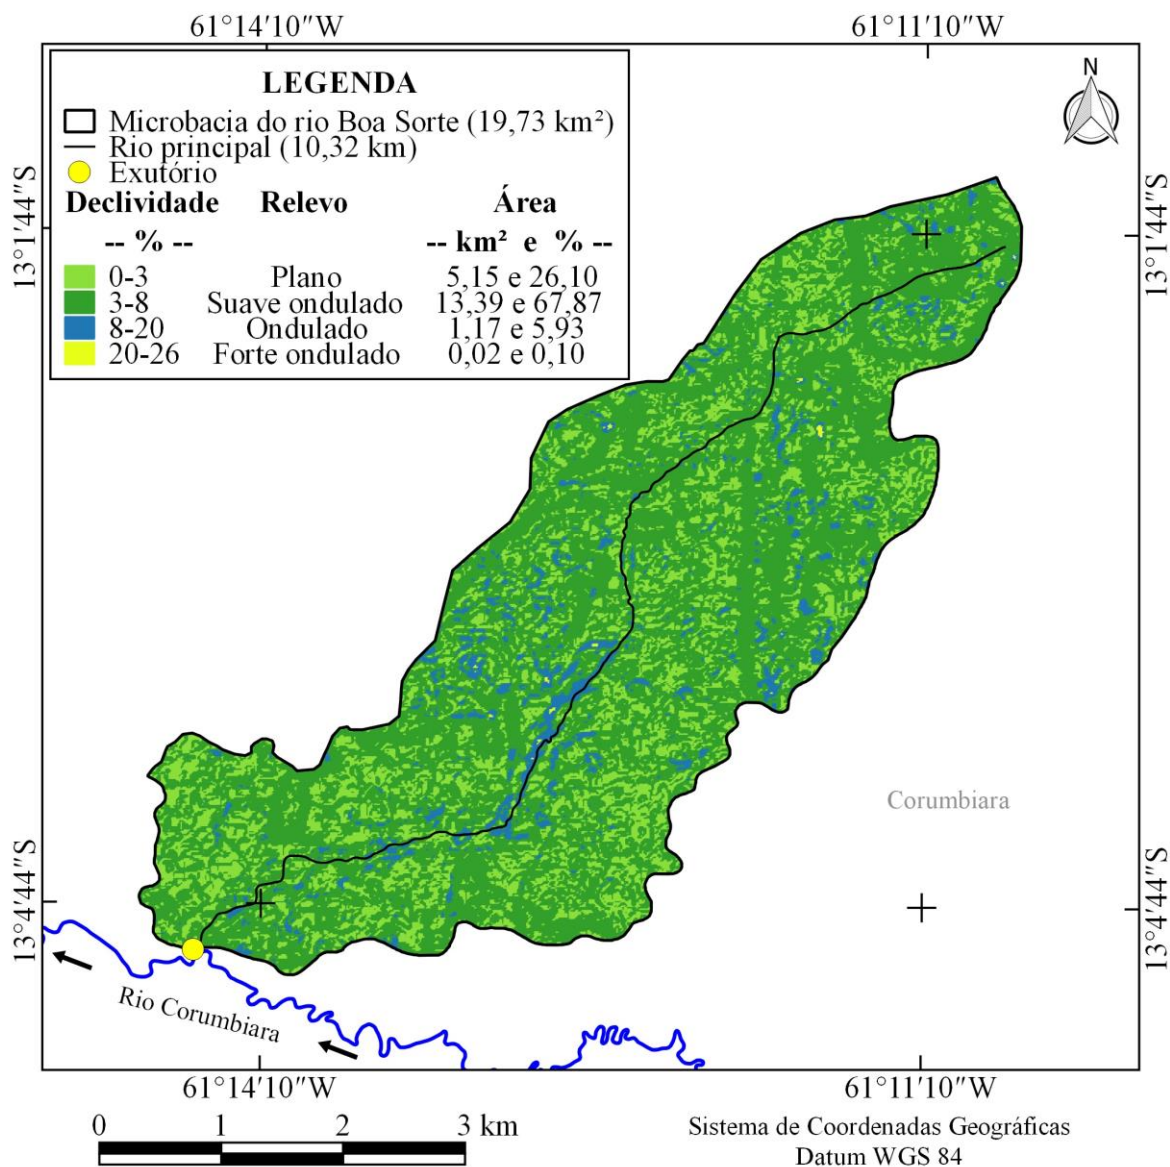 61°14′10″W 61°11′10″W
N
LEGENDA
Microbacia do rio Boa Sorte (19,73 km²)
Rio principal (10,32 km)
Exutório
Declividade Relevo Área
-- % -- -- km² e % --
0-3 Plano 5,15 e 26,10
3-8 Suave ondulado 13,39 e 67,87
8-20 Ondulado 1,17 e 5,93
20-26 Forte ondulado 0,02 e 0,10
13°1′44″S 13°1′44″S
Corumbiara
13°4′44″S 13°4′44″S
Rio Corumbiara
61°14′10″W 61°11′10″W
0 1 2 3 km
Sistema de Coordenadas Geográficas
Datum WGS 84